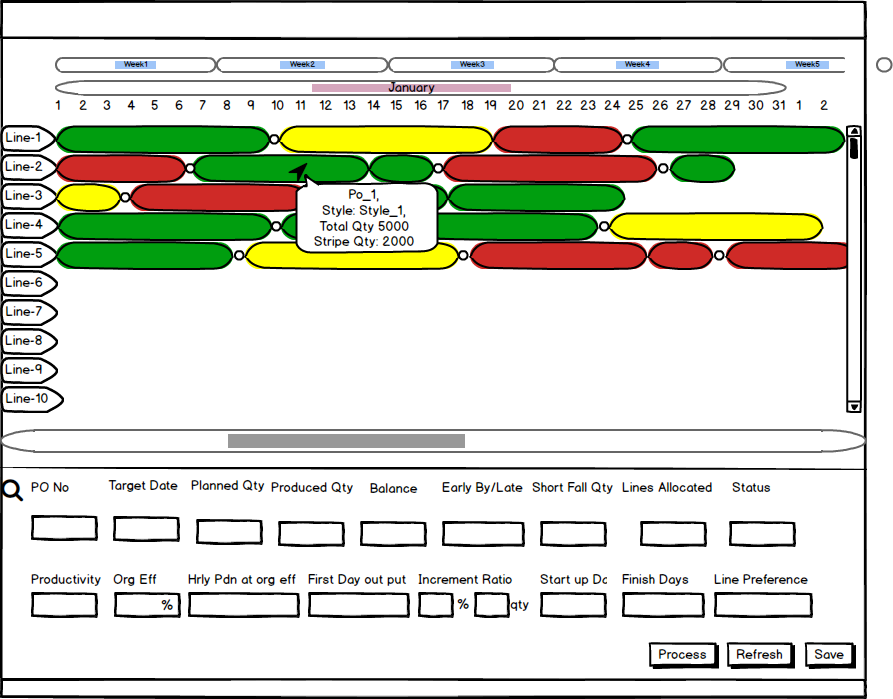 Week1 Week2 Week3 Week4 Week5
January
1 2 3 4 5 6 7 8 9 10 11 12 13 14 15 16 17 18 19 20 21 22 23 24 25 26 27 28 29 30 31 1 2
Line-1
Line-2
Line-3
Po_1,
Style: Style_1,
Total Qty 5000
Stripe Qty: 2000
Line-4
Line-5
Line-6
Line-7
Line-8
Line-9
Line-10
PO No Target Date Planned Qty Produced Qty Balance Early By/Late Short Fall Qty Lines Allocated Status
Productivity Org Eff Hrly Pdn at org eff First Day out put Increment Ratio Start up Da Finish Days Line Preference
% % qty
Process Refresh Save